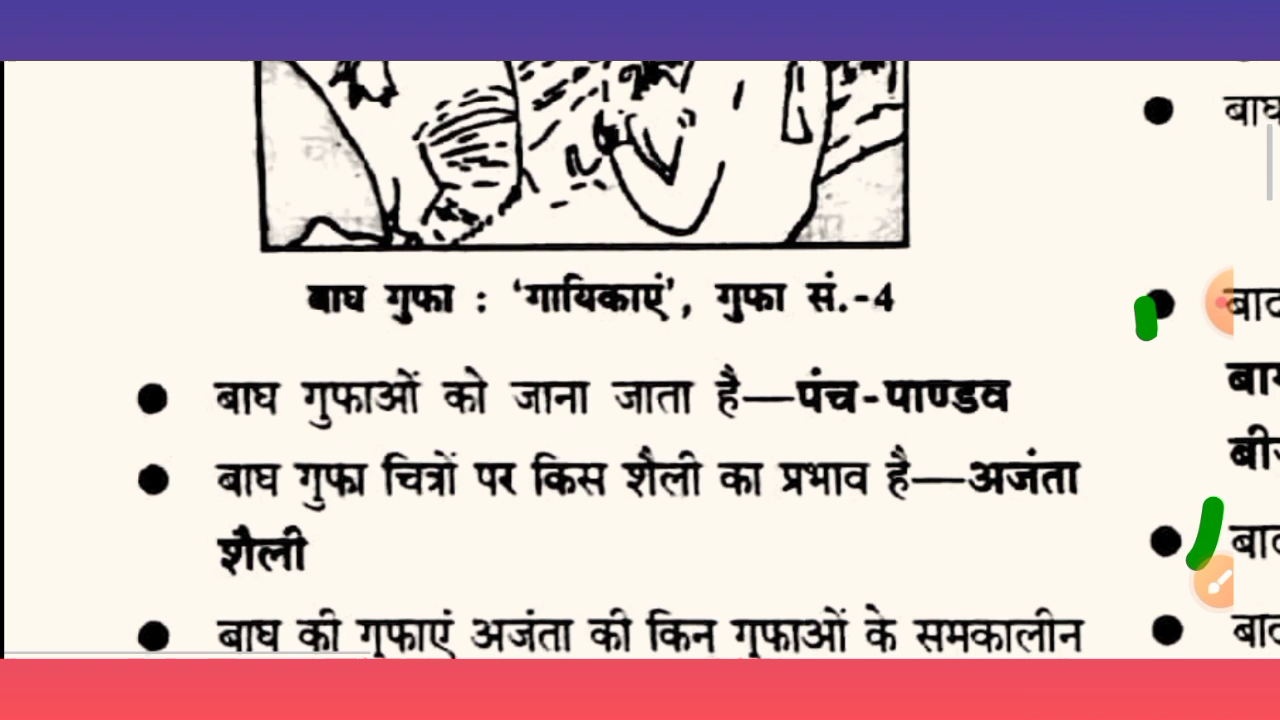 बाघ गुफा : ‘गायिकाएं’, गुफा सं.-4
● बाघ गुफाओं को जाना जाता है—पंच-पाण्डव
● बाघ गुफा चित्रों पर किस शैली का प्रभाव है—अजंता
शैली
● बाघ की गुफाएं अजंता की किन गुफाओं के समकालीन
● बाघ